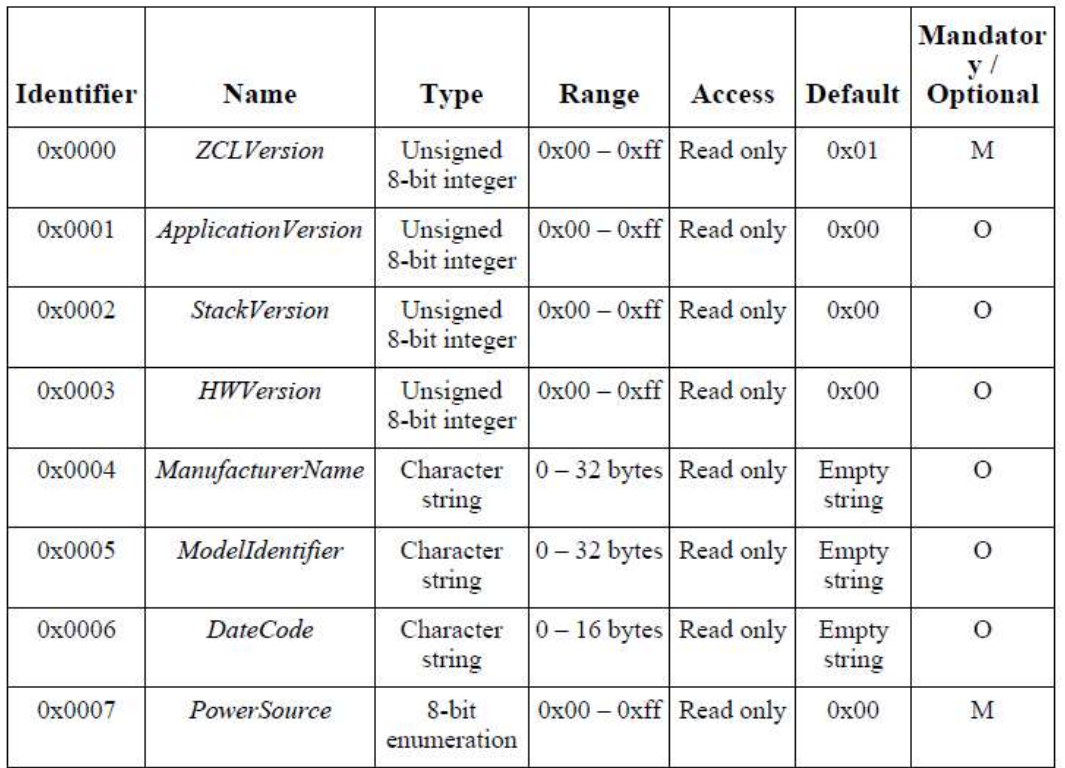 Identifier Name Type Range Access Default Mandator
y /
Optional
0x0000 ZCLVersion Unsigned 0x00 – 0xff Read only 0x01 M
8-bit integer
0x0001 ApplicationVersion Unsigned 0x00 – 0xff Read only 0x00 O
8-bit integer
0x0002 StackVersion Unsigned 0x00 – 0xff Read only 0x00 O
8-bit integer
0x0003 HWVersion Unsigned 0x00 – 0xff Read only 0x00 O
8-bit integer
0x0004 ManufacturerName Character 0 – 32 bytes Read only Empty O
string string
0x0005 ModelIdentifier Character 0 – 32 bytes Read only Empty O
string string
0x0006 DateCode Character 0 – 16 bytes Read only Empty O
string string
0x0007 PowerSource 8-bit 0x00 – 0xff Read only 0x00 M
enumeration